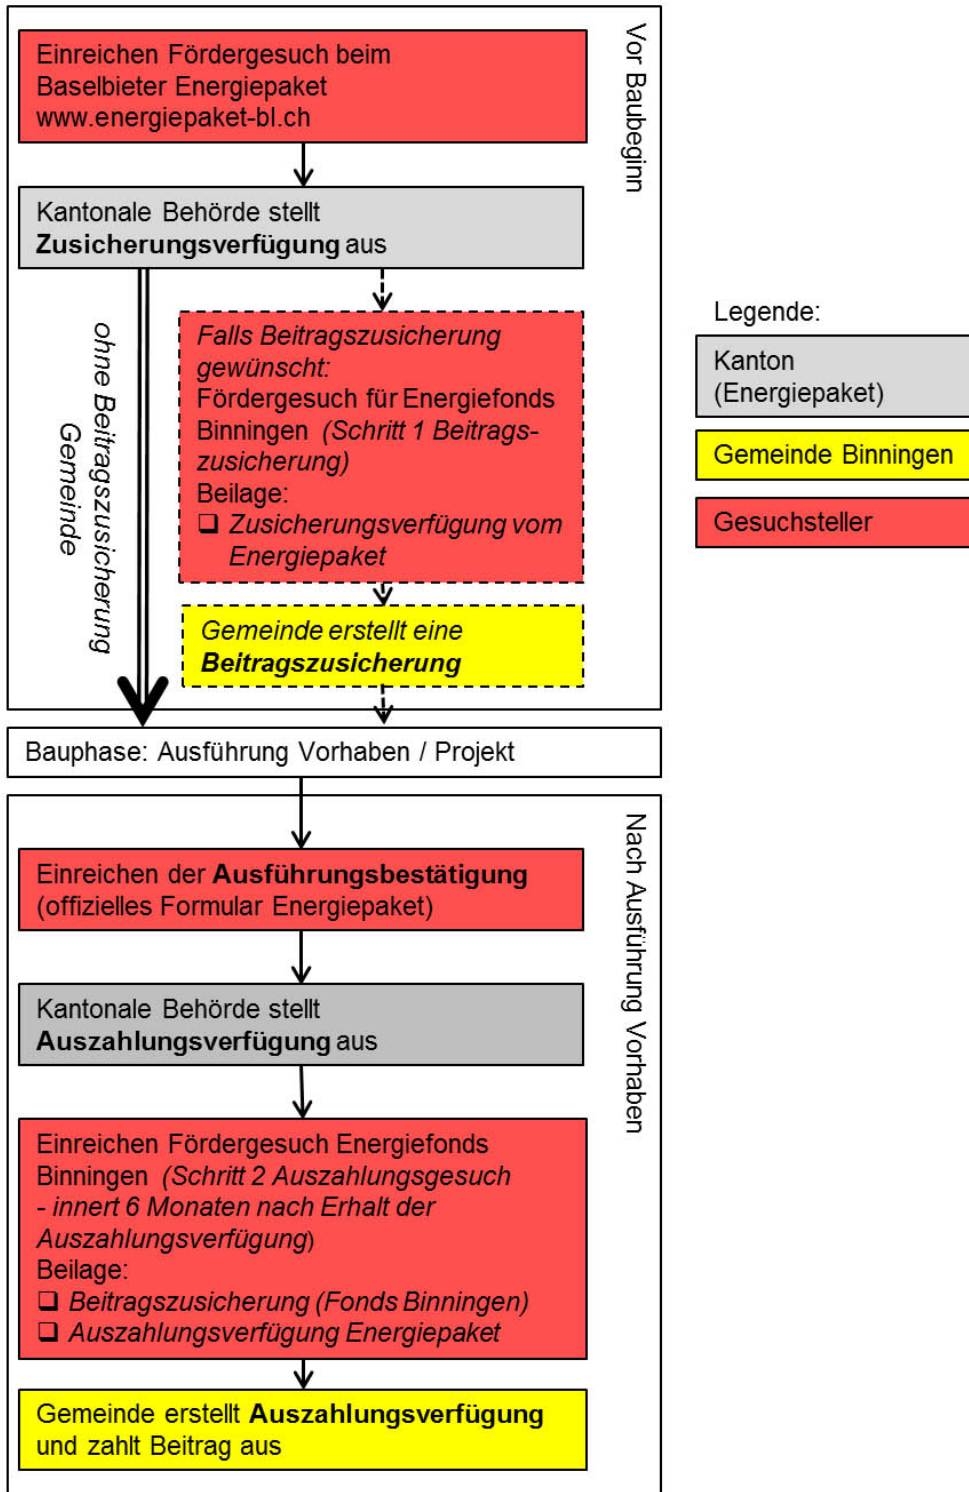 Einreichen Fördergesuch beim
Baselbieter Energiepaket
www.energiepaket-bl.ch
Vor Baubeginn
Kantonale Behörde stellt
Zusicherungsverfügung aus
ohne Beitragszusicherung
Gemeinde
Falls Beitragszusicherung
gewünscht:
Fördergesuch für Energiefonds
Binningen (Schritt 1 Beitrags-
zusicherung)
Beilage:
❑ Zusicherungsverfügung vom
Energiepaket
Gemeinde erstellt eine
Beitragszusicherung
Legende:
Kanton
(Energiepaket)
Gemeinde Binningen
Gesuchsteller
Bauphase: Ausführung Vorhaben / Projekt
Nach Ausführung Vorhaben
Einreichen der Ausführungsbestätigung
(offizielles Formular Energiepaket)
Kantonale Behörde stellt
Auszahlungsverfügung aus
Einreichen Fördergesuch Energiefonds
Binningen (Schritt 2 Auszahlungsgesuch
- innert 6 Monaten nach Erhalt der
Auszahlungsverfügung)
Beilage:
❑ Beitragszusicherung (Fonds Binningen)
❑ Auszahlungsverfügung Energiepaket
Gemeinde erstellt Auszahlungsverfügung
und zahlt Beitrag aus